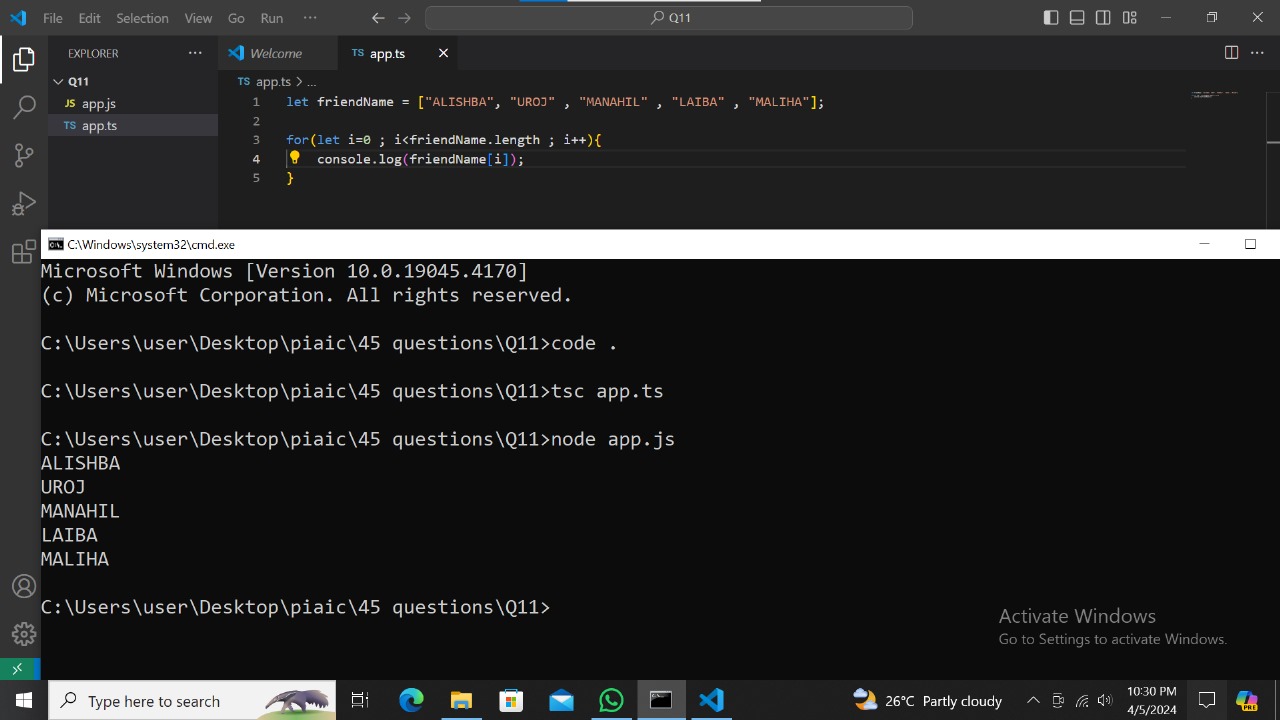 File Edit Selection View Go Run ··· Q11
EXPLORER ···
Welcome
TS app.ts
Q11
JS app.js
TS app.ts
TS app.ts > ...
1 let friendName = ["ALISHBA", "UROJ" , "MANAHIL" , "LAIBA" , "MALIHA"];
2
3 for(let i=0 ; i<friendName.length ; i++){
4 console.log(friendName[i]);
5 }
C:\Windows\system32\cmd.exe
Microsoft Windows [Version 10.0.19045.4170]
(c) Microsoft Corporation. All rights reserved.
C:\Users\user\Desktop\piaic\45 questions\Q11>code .
C:\Users\user\Desktop\piaic\45 questions\Q11>tsc app.ts
C:\Users\user\Desktop\piaic\45 questions\Q11>node app.js
ALISHBA
UROJ
MANAHIL
LAIBA
MALIHA
C:\Users\user\Desktop\piaic\45 questions\Q11>
Activate Windows
Go to Settings to activate Windows.
Type here to search
26°C Partly cloudy
10:30 PM
4/5/2024
PRE